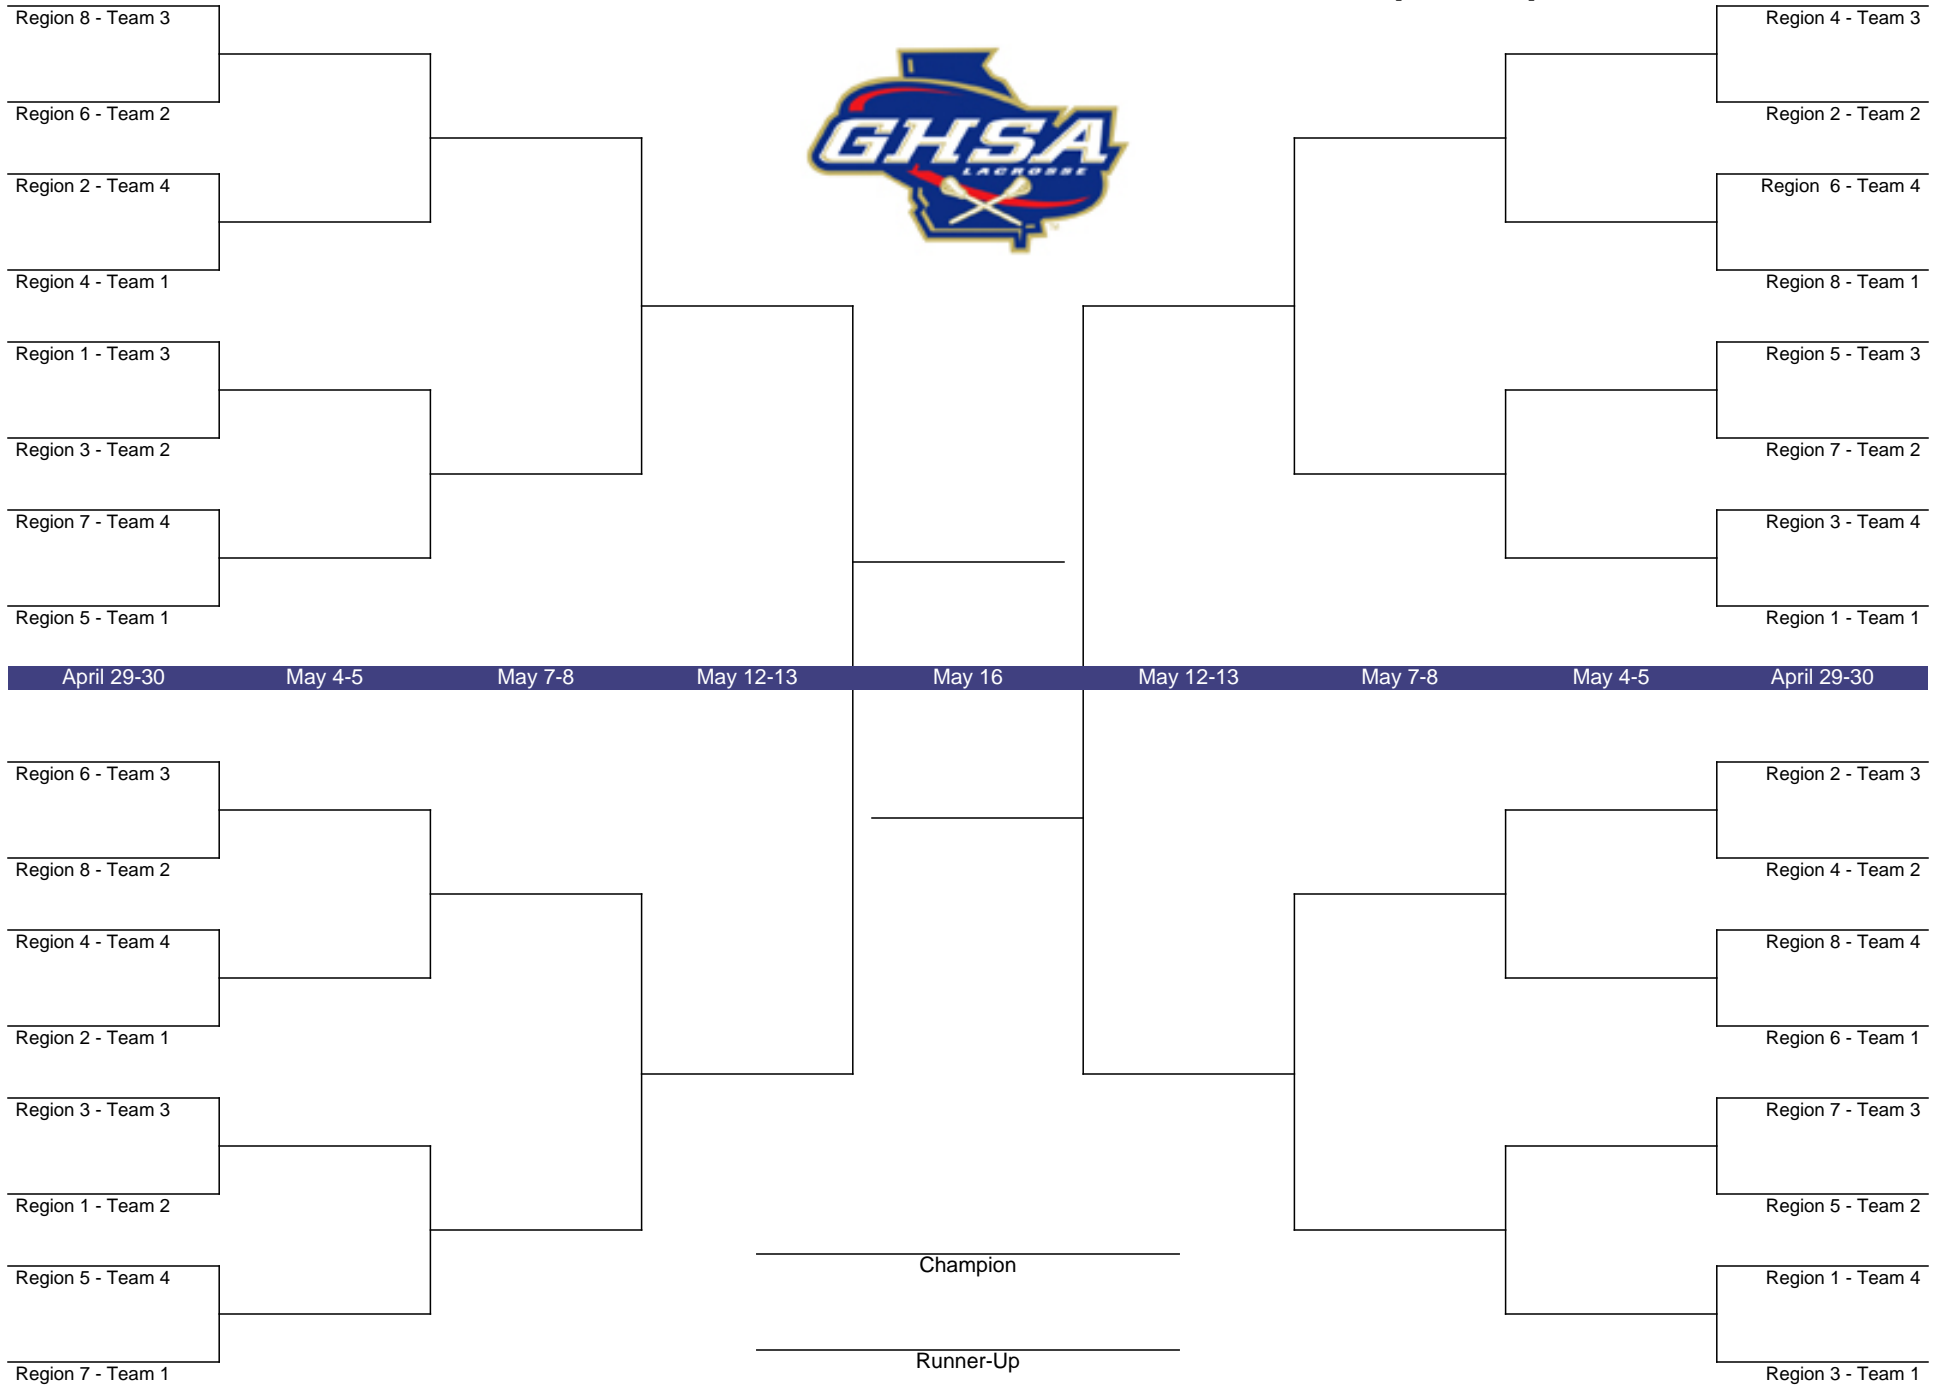 Region 8 - Team 3
Region 6 - Team 2
Region 2 - Team 4
Region 4 - Team 1
Region 1 - Team 3
Region 3 - Team 2
Region 7 - Team 4
Region 5 - Team 1
GHSA
LACROSSE
TM
Region 4 - Team 3
Region 2 - Team 2
Region  6 - Team 4
Region 8 - Team 1
Region 5 - Team 3
Region 7 - Team 2
Region 3 - Team 4
Region 1 - Team 1
April 29-30 May 4-5 May 7-8 May 12-13 May 16 May 12-13 May 7-8 May 4-5 April 29-30
Region 6 - Team 3
Region 8 - Team 2
Region 4 - Team 4
Region 2 - Team 1
Region 3 - Team 3
Region 1 - Team 2
Region 5 - Team 4
Region 7 - Team 1
Champion
Runner-Up
Region 2 - Team 3
Region 4 - Team 2
Region 8 - Team 4
Region 6 - Team 1
Region 7 - Team 3
Region 5 - Team 2
Region 1 - Team 4
Region 3 - Team 1